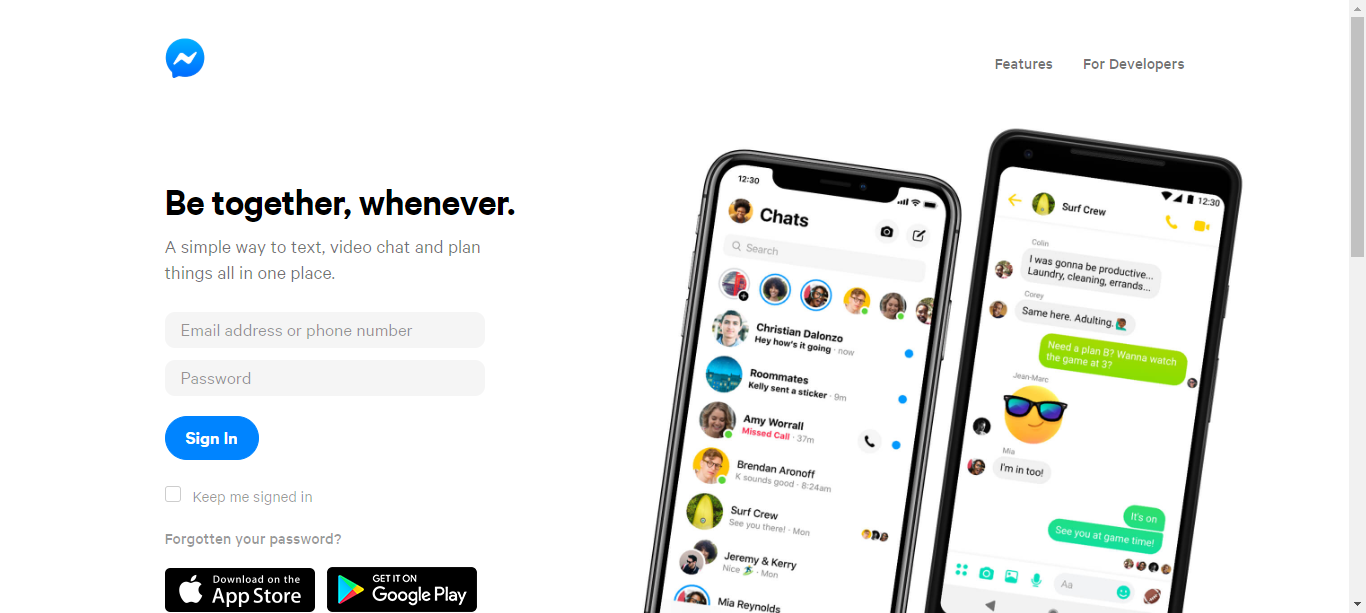 Features
For Developers
Be together, whenever.
A simple way to text, video chat and plan
things all in one place.
Email address or phone number
Password
Sign In
Keep me signed in
Forgotten your password?
Download on the
App Store
GET IT ON
Google Play
12:30
Chats
Search
Christian Dalonzo
Hey how's it going · now
Roommates
Kelly sent a sticker · 9m
Amy Worrall
Missed Call · 37m
Brendan Aronoff
K sounds good · 8:24am
Surf Crew
See you there! · Mon
Jeremy & Kerry
Nice 🏄 · Mon
Mia Reynolds
12:30
Surf Crew
Colin
I was gonna be productive...
Laundry, cleaning, errands...
Corey
Same here. Adulting. 🤦🏾‍♂️
Need a plan B? Wanna watch
the game at 3?
Jean-Marc
Mia
I'm in too!
It's on
See you at game time!
Aa